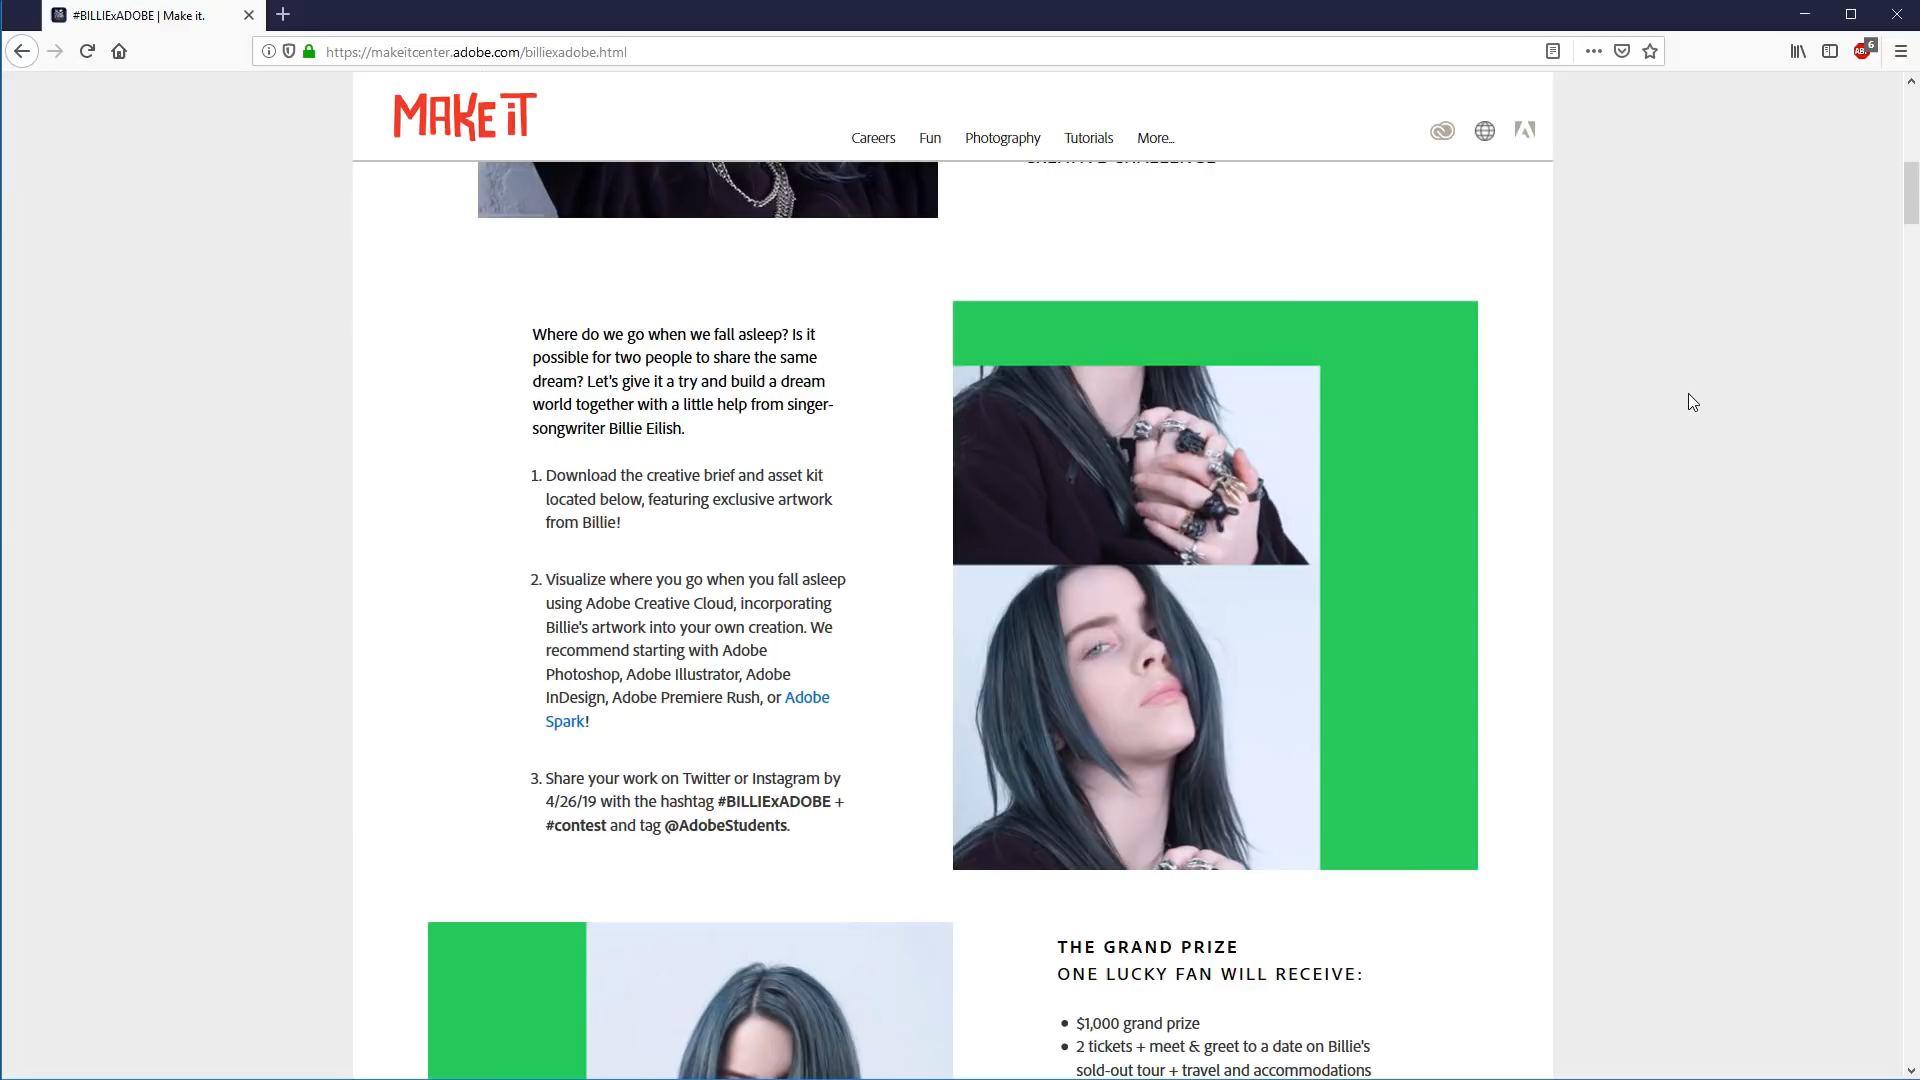 #BILLIExADOBE | Make it.
https://makeitcenter.adobe.com/billiexadobe.html
ABP
6
MAKE iT
Careers Fun Photography Tutorials More...
Where do we go when we fall asleep? Is it
possible for two people to share the same
dream? Let's give it a try and build a dream
world together with a little help from singer-
songwriter Billie Eilish.
1. Download the creative brief and asset kit
located below, featuring exclusive artwork
from Billie!
2. Visualize where you go when you fall asleep
using Adobe Creative Cloud, incorporating
Billie's artwork into your own creation. We
recommend starting with Adobe
Photoshop, Adobe Illustrator, Adobe
InDesign, Adobe Premiere Rush, or Adobe
Spark!
3. Share your work on Twitter or Instagram by
4/26/19 with the hashtag #BILLIExADOBE +
#contest and tag @AdobeStudents.
THE GRAND PRIZE
ONE LUCKY FAN WILL RECEIVE:
• $1,000 grand prize
• 2 tickets + meet & greet to a date on Billie's
sold-out tour + travel and accommodations